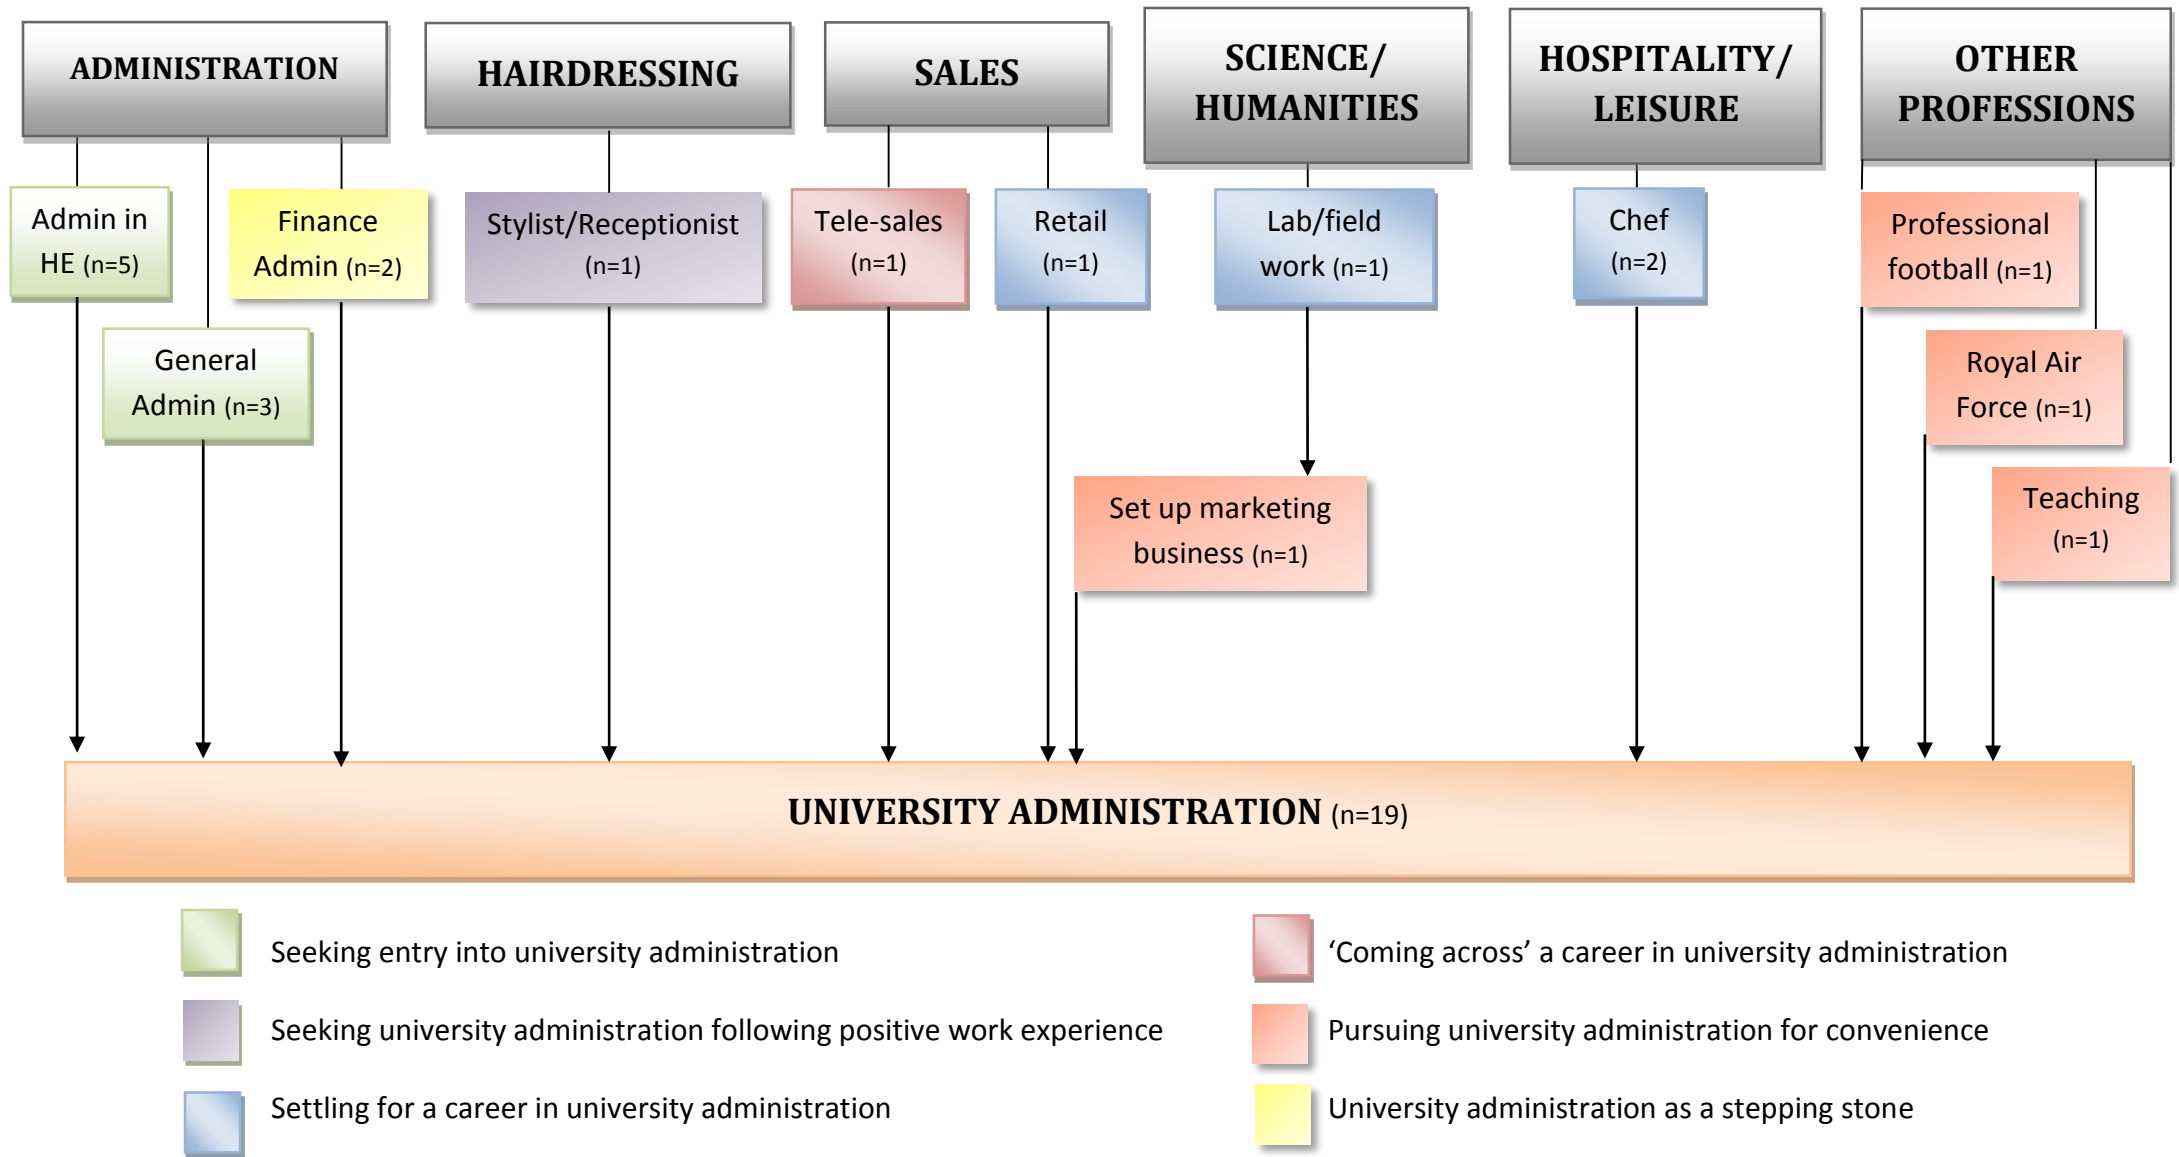 ADMINISTRATION
HAIRDRESSING
SALES
SCIENCE/
HUMANITIES
HOSPITALITY/
LEISURE
OTHER
PROFESSIONS
Admin in
HE (n=5)
General
Admin (n=3)
Finance
Admin (n=2)
Stylist/Receptionist
(n=1)
Tele-sales
(n=1)
Retail
(n=1)
Lab/field
work (n=1)
Set up marketing
business (n=1)
Chef
(n=2)
Professional
football (n=1)
Royal Air
Force (n=1)
Teaching
(n=1)
UNIVERSITY ADMINISTRATION (n=19)
Seeking entry into university administration
Seeking university administration following positive work experience
Settling for a career in university administration
‘Coming across’ a career in university administration
Pursuing university administration for convenience
University administration as a stepping stone